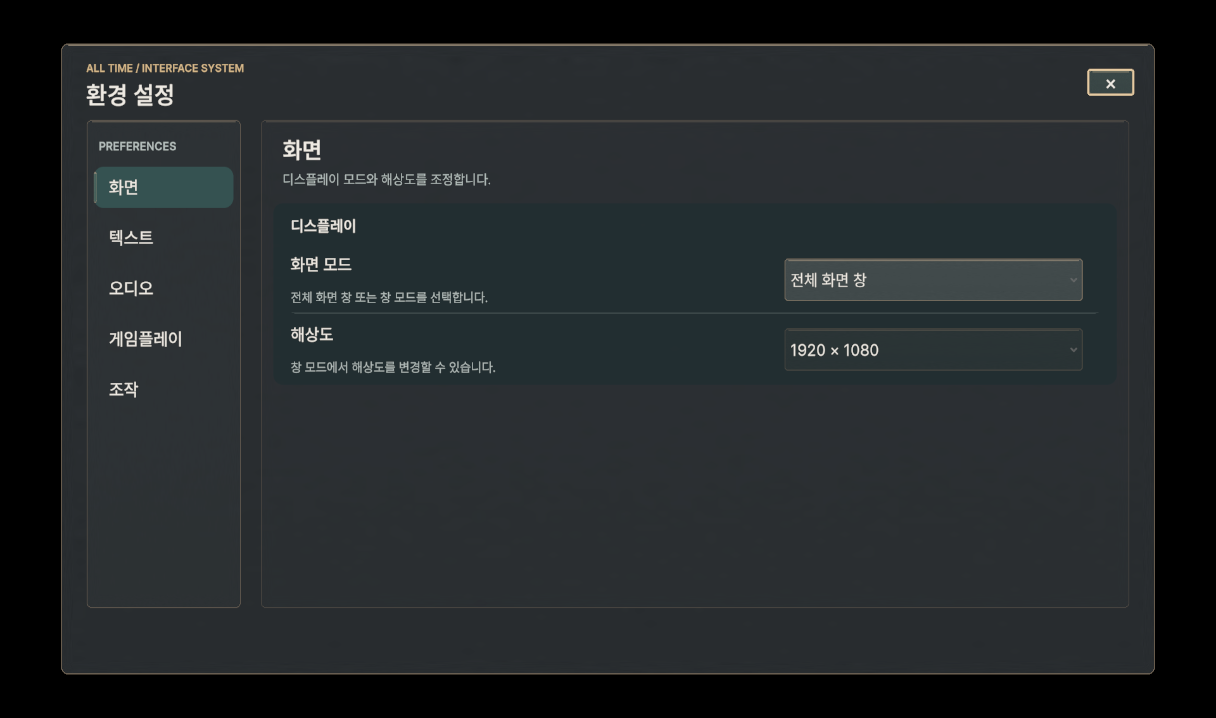 ALL TIME / INTERFACE SYSTEM
환경 설정
×
PREFERENCES
화면
텍스트
오디오
게임플레이
조작
화면
디스플레이 모드와 해상도를 조정합니다.
디스플레이
화면 모드
전체 화면 창 또는 창 모드를 선택합니다.
전체 화면 창
해상도
창 모드에서 해상도를 변경할 수 있습니다.
1920 × 1080